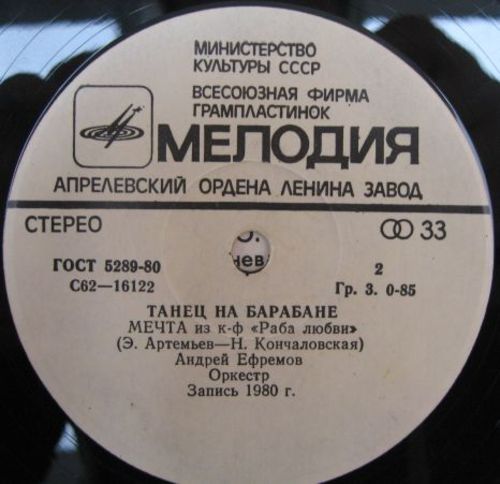 МИНИСТЕРСТВО
КУЛЬТУРЫ СССР
ВСЕСОЮЗНАЯ ФИРМА
ГРАМПЛАСТИНОК
МЕЛОДИЯ
АПРЕЛЕВСКИЙ ОРДЕНА ЛЕНИНА ЗАВОД
СТЕРЕО 33
ГОСТ 5289-80 2
С62—16122 Гр. 3. 0-85
ТАНЕЦ НА БАРАБАНЕ
МЕЧТА из к-ф «Раба любви»
(Э. Артемьев—Н. Кончаловская)
Андрей Ефремов
Оркестр
Запись 1980 г.